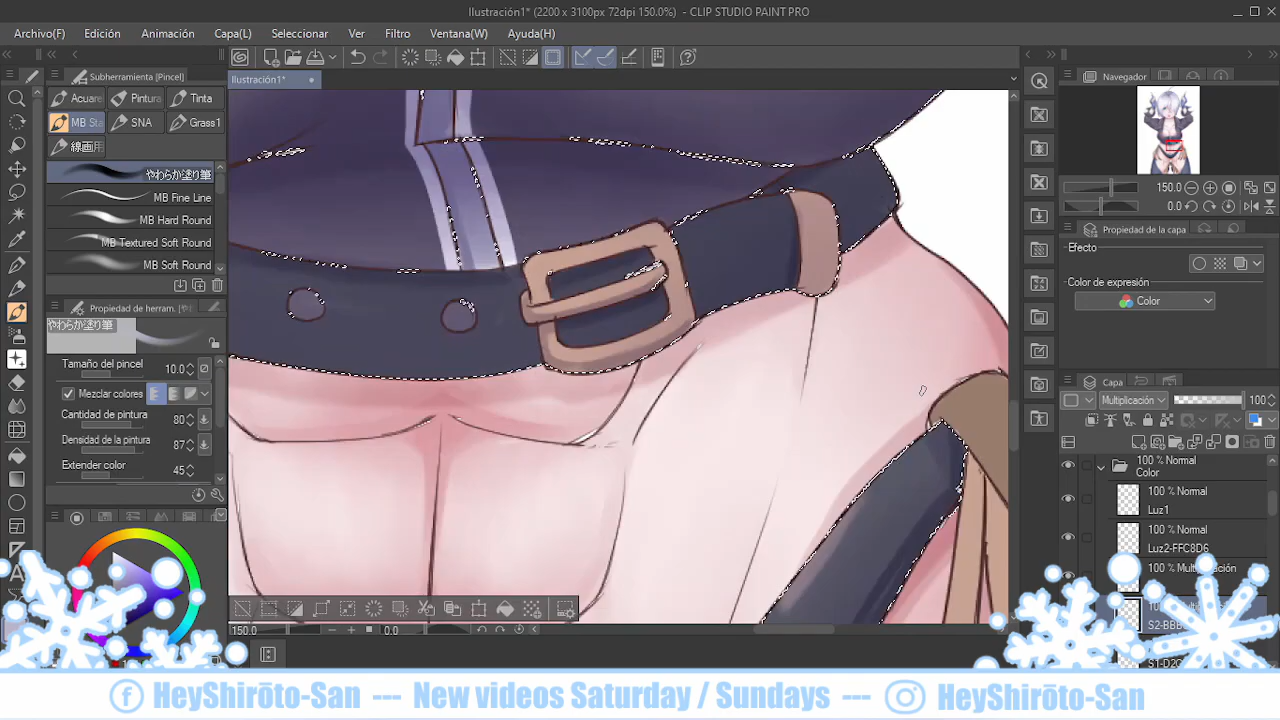 Ilustración1* (2200 x 3100px 72dpi 150.0%) - CLIP STUDIO PAINT PRO
Archivo(F) Edición Animación Capa(L) Seleccionar Ver Filtro Ventana(W) Ayuda(H)
Subherramienta (Pincel)
Ilustración1*
Navegador
Acuare Pintura Tinta
MB Sta SNA Grass1
線画用
やわらか塗り筆
MB Fine Line
MB Hard Round
MB Textured Soft Round
MB Soft Round
150.0
0.0
Propiedad de la capa
Efecto
Color de expresión
Color
Propiedad de herram.
やわらか塗り筆
Tamaño del pincel 10.0
Mezclar colores
Cantidad de pintura 80
Densidad de la pintura 87
Extender color 45
Capa
Multiplicación 100
100 % Normal
Color
100 % Normal
Luz1
100 % Normal
Luz2-FFC8D6
100 % Multiplicación
150.0 0.0
HeyShirōto-San --- New videos Saturday / Sundays --- HeyShirōto-San